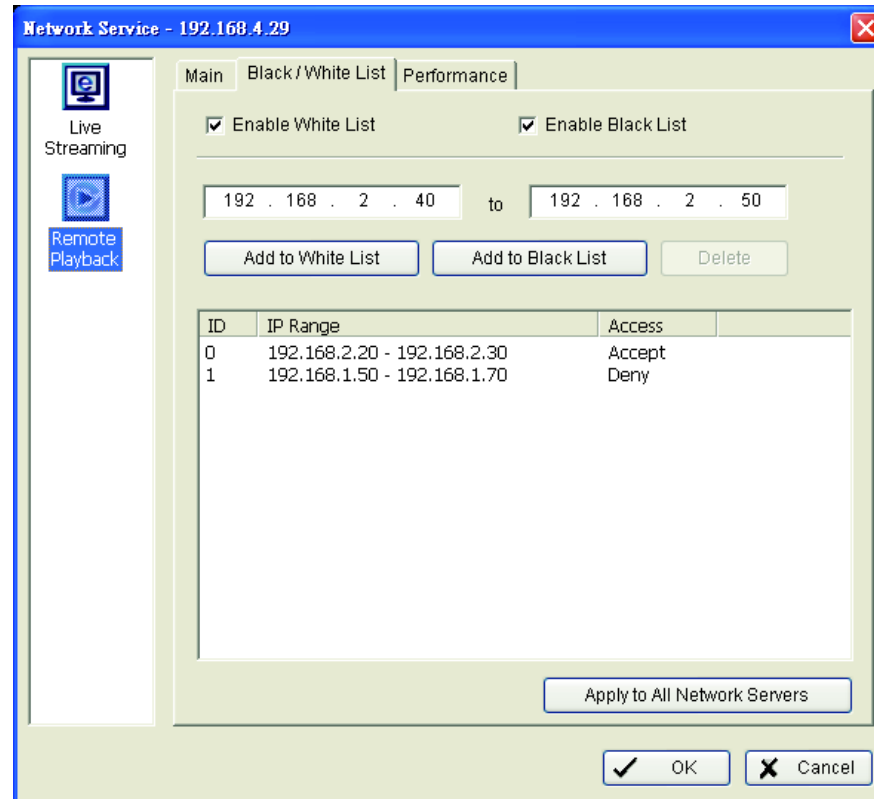 Network Service - 192.168.4.29
Live
Streaming
Remote
Playback
Main Black / White List Performance
Enable White List Enable Black List
192 . 168 . 2 . 40 to 192 . 168 . 2 . 50
Add to White List Add to Black List Delete
ID IP Range Access
0 192.168.2.20 - 192.168.2.30 Accept
1 192.168.1.50 - 192.168.1.70 Deny
Apply to All Network Servers
OK Cancel